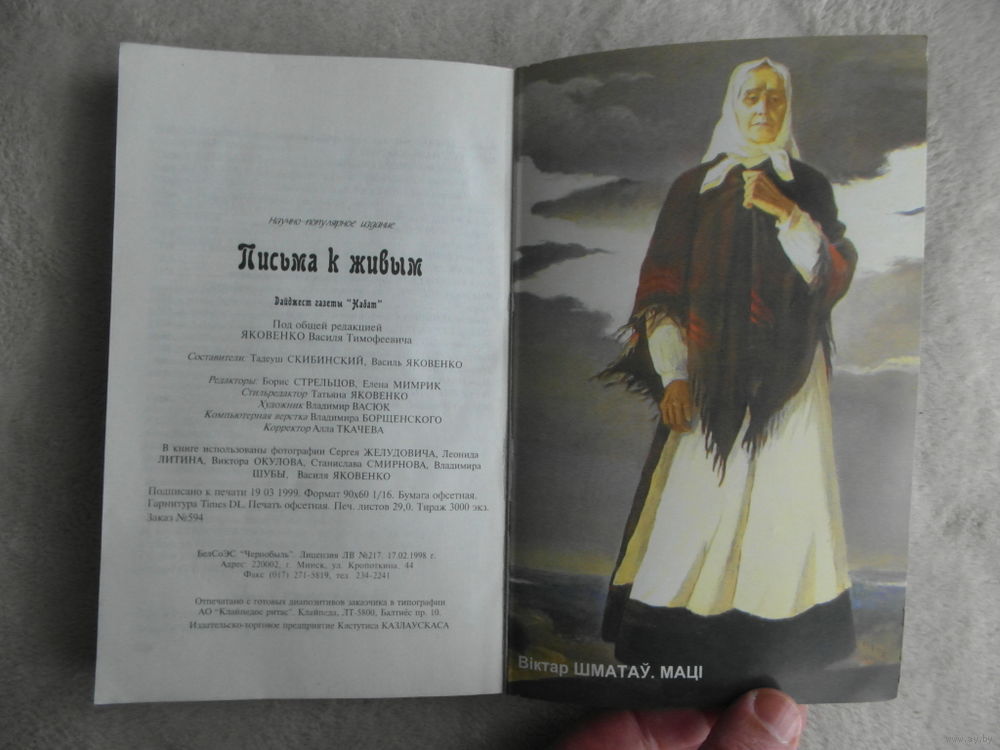 Научно-популярное издание
Письма к живым
Дайджест газеты "Набат"
Под общей редакцией
ЯКОВЕНКО Василя Тимофеевича
Составители: Тадеуш СКИБИНСКИЙ, Василь ЯКОВЕНКО
Редакторы: Борис СТРЕЛЬЦОВ, Елена МИМРИК
Стильредактор Татьяна ЯКОВЕНКО
Художник Владимир ВАСЮК
Компьютерная верстка Владимира БОРЩЕНСКОГО
Корректор Алла ТКАЧЕВА
В книге использованы фотографии Сергея ЖЕЛУДОВИЧА, Леонида
ЛИТИНА, Виктора ОКУЛОВА, Станислава СМИРНОВА, Владимира
ШУБЫ, Василя ЯКОВЕНКО
Подписано к печати 19 03 1999. Формат 90х60 1/16. Бумага офсетная.
Гарнитура Times DL. Печать офсетная. Печ. листов 29,0. Тираж 3000 экз.
Заказ №594
БелСоЭС "Чернобыль". Лицензия ЛВ №217. 17.02.1998 г.
Адрес: 220002, г. Минск, ул. Кропоткина. 44
Факс (017) 271-5819, тел. 234-2241
Отпечатано с готовых диапозитивов заказчика в типографии
АО "Клайпедос ритас". Клайпеда, ЛТ-5800, Балтиес пр. 10.
Издательско-торговое предприятие Кястутиса КАЗЛАУСКАСА
Віктар ШМАТАЎ. МАЦІ
www.ay.by